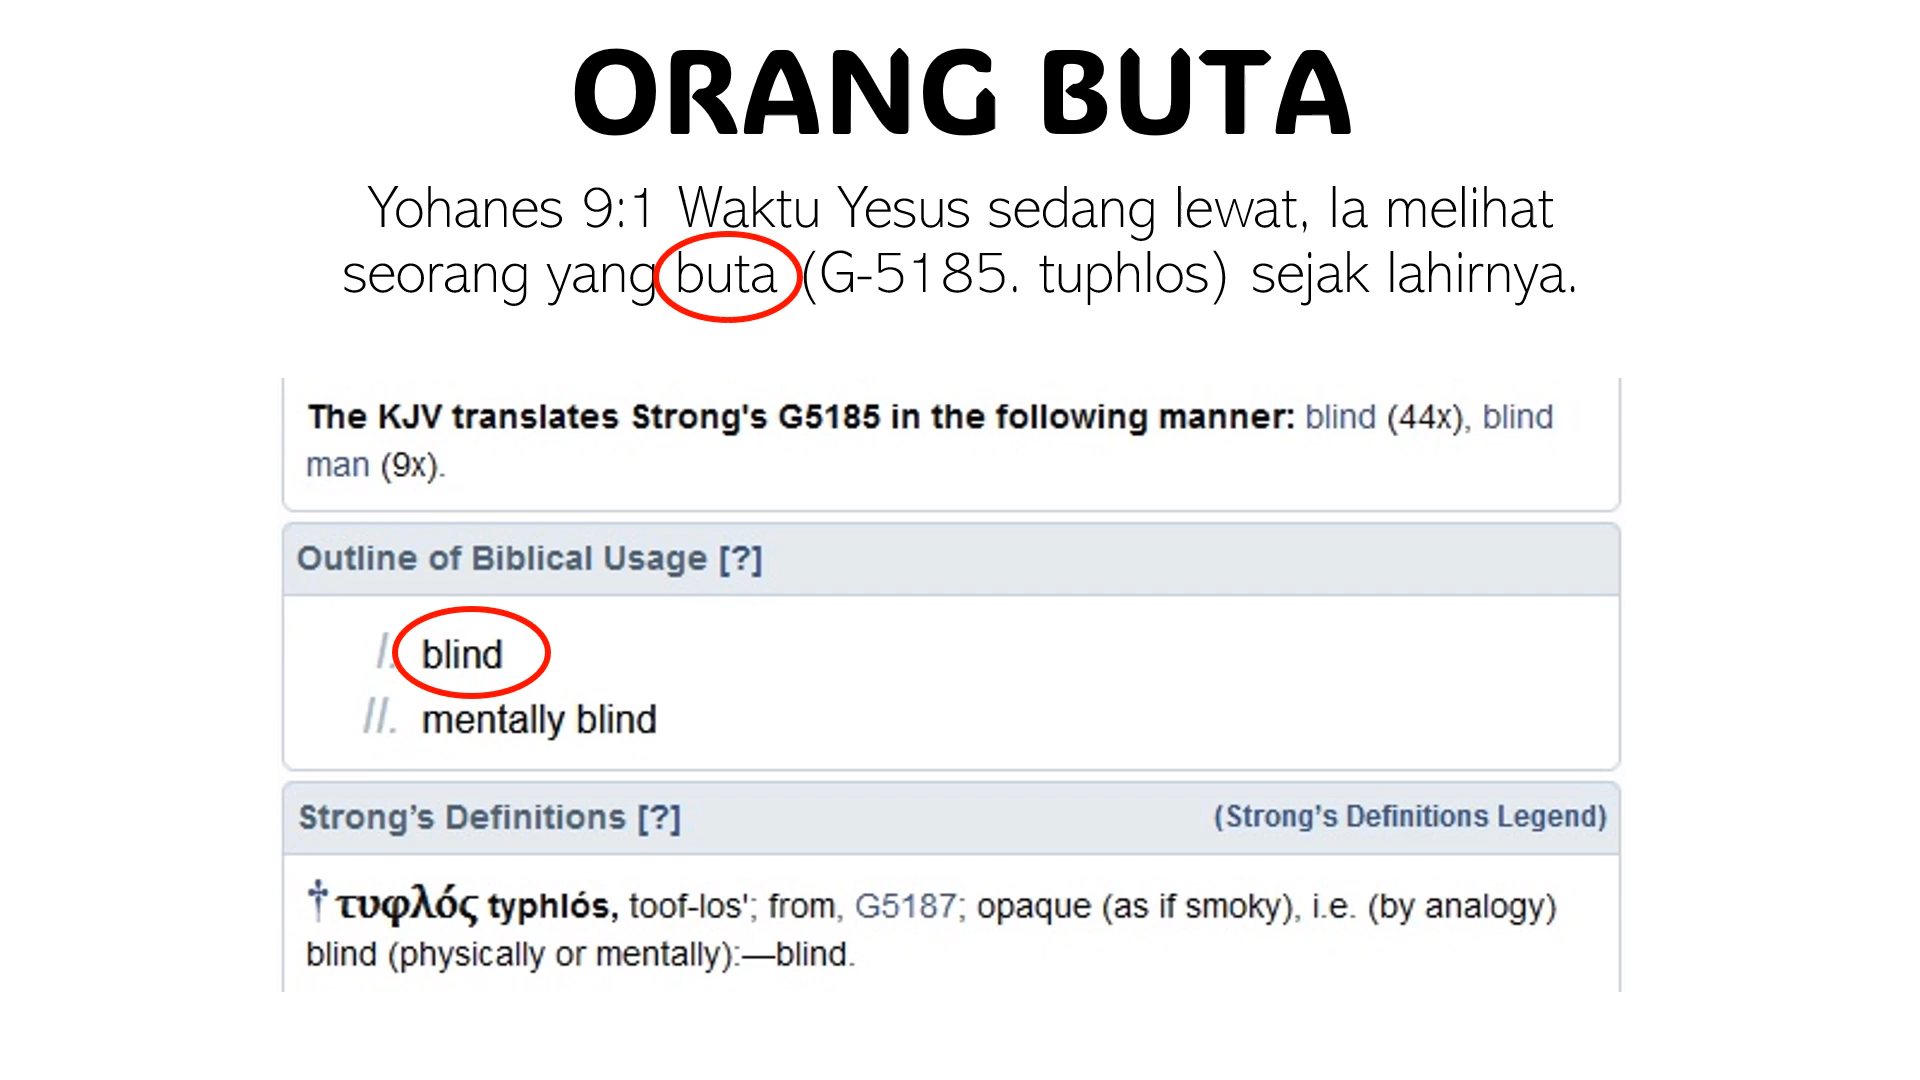 ORANG BUTA
Yohanes 9:1 Waktu Yesus sedang lewat, Ia melihat
seorang yang buta (G-5185. tuphlos) sejak lahirnya.
The KJV translates Strong's G5185 in the following manner: blind (44x), blind
man (9x).
Outline of Biblical Usage [?]
I. blind
II. mentally blind
Strong’s Definitions [?] (Strong’s Definitions Legend)
†τυφλός typhlós, toof-los'; from, G5187; opaque (as if smoky), i.e. (by analogy)
blind (physically or mentally):—blind.